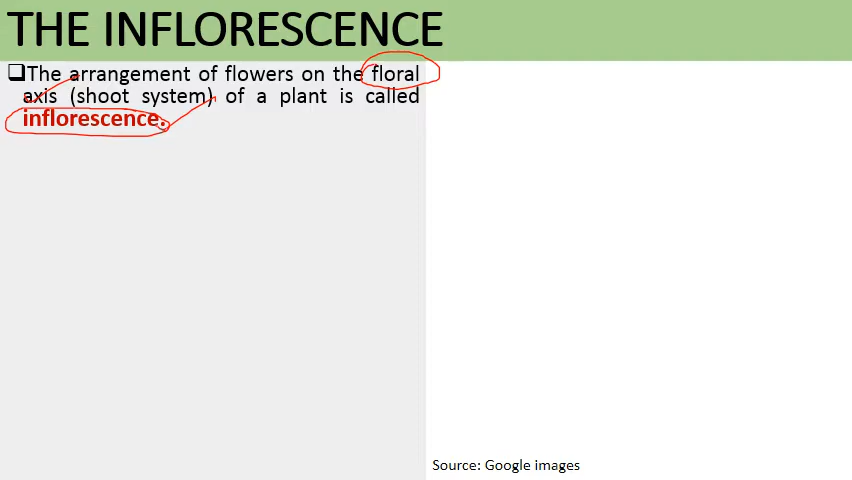 THE INFLORESCENCE
❑The arrangement of flowers on the floral
axis (shoot system) of a plant is called
inflorescence.
Source: Google images